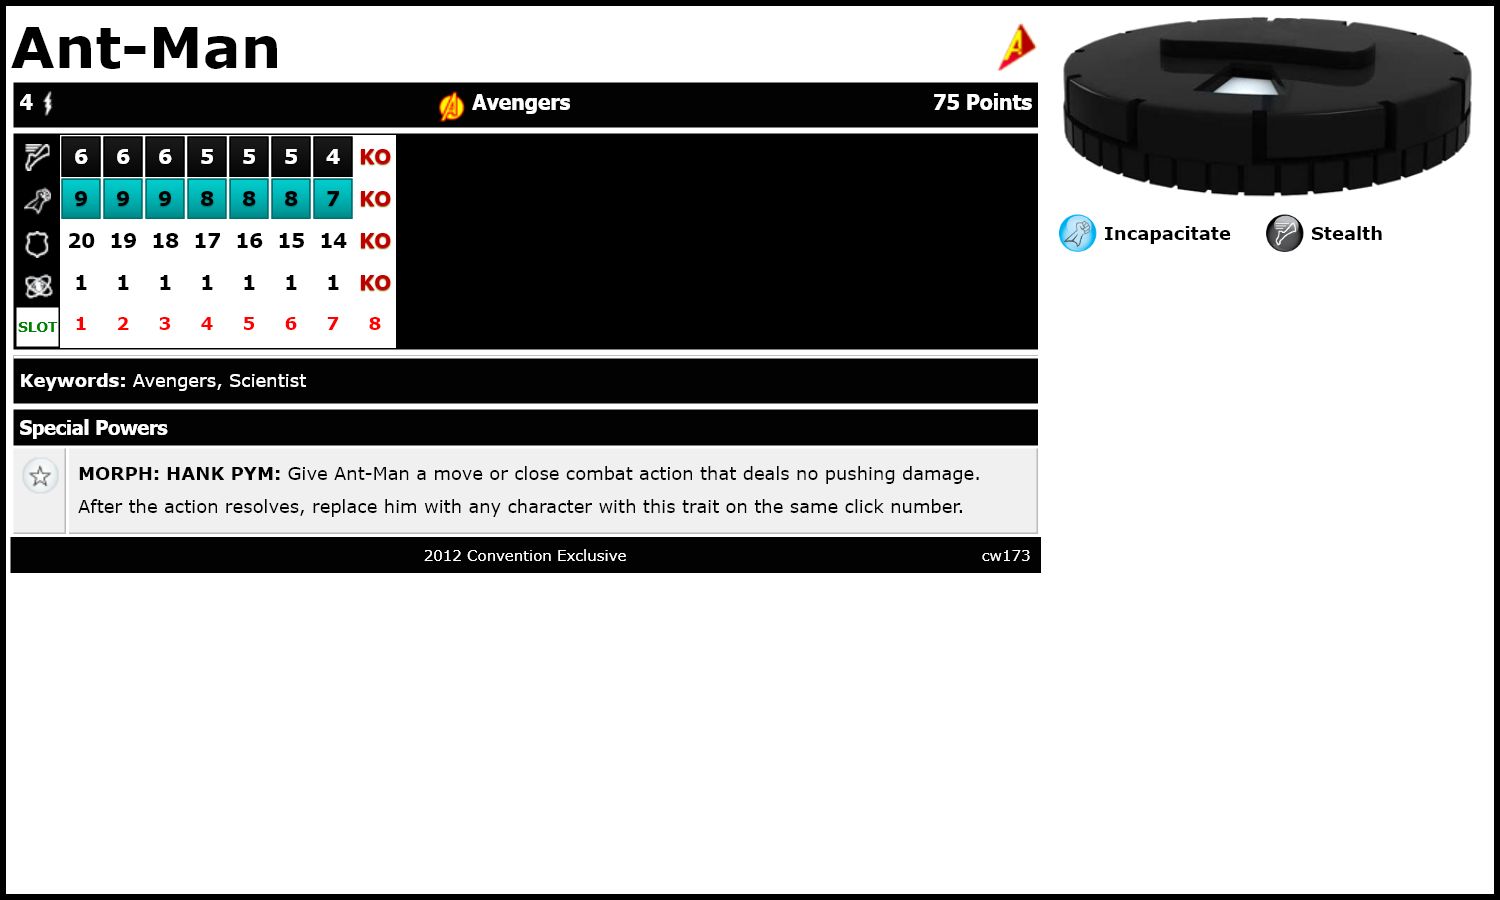 Ant-Man
4 Avengers 75 Points
6 6 6 5 5 5 4 KO
9 9 9 8 8 8 7 KO
20 19 18 17 16 15 14 KO
1 1 1 1 1 1 1 KO
SLOT 1 2 3 4 5 6 7 8
Keywords: Avengers, Scientist
Special Powers
MORPH: HANK PYM: Give Ant-Man a move or close combat action that deals no pushing damage.
After the action resolves, replace him with any character with this trait on the same click number.
2012 Convention Exclusive cw173
Incapacitate Stealth